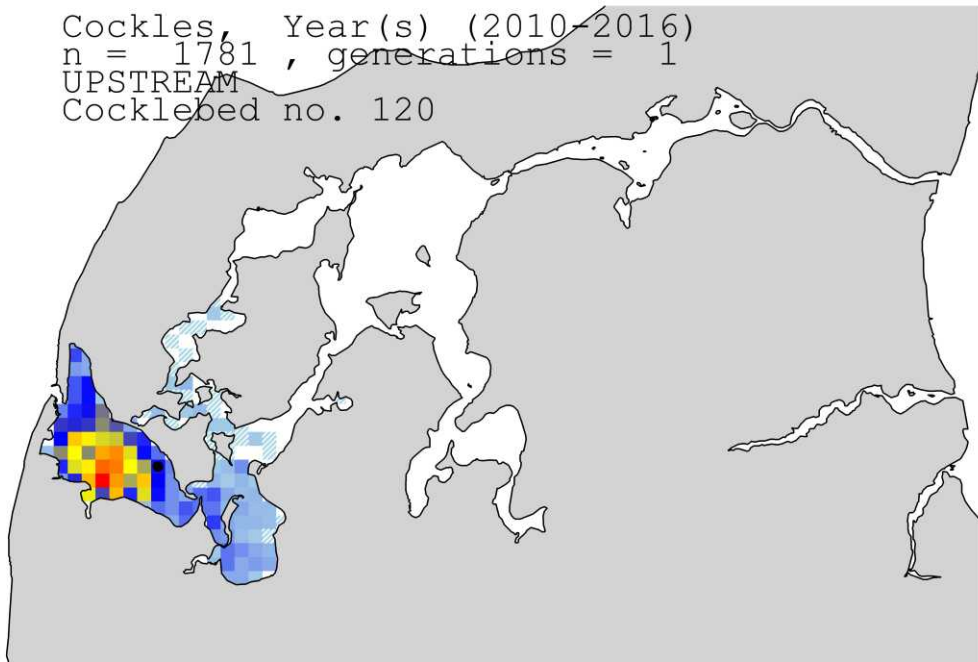 Cockles,  Year(s) (2010-2016)
n =  1781 , generations =  1
UPSTREAM
Cocklebed no. 120